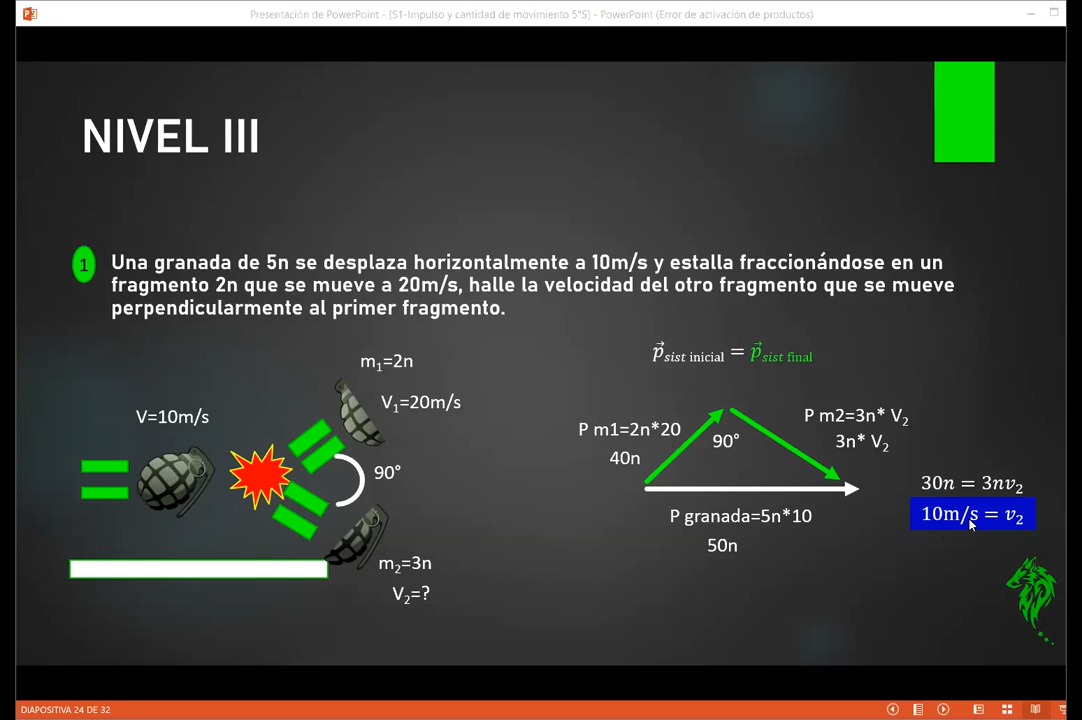 Presentación de PowerPoint - [S1-Impulso y cantidad de movimiento 5°S] - PowerPoint (Error de activación de productos)
NIVEL III
1
Una granada de 5n se desplaza horizontalmente a 10m/s y estalla fraccionándose en un
fragmento 2n que se mueve a 20m/s, halle la velocidad del otro fragmento que se mueve
perpendicularmente al primer fragmento.
m₁=2n
V₁=20m/s
V=10m/s
90°
m₂=3n
V₂=?
p⃗ sist inicial = p⃗ sist final
P m1=2n*20
40n
90°
P m2=3n* V₂
3n* V₂
P granada=5n*10
50n
30n = 3nv₂
10m/s = v₂
DIAPOSITIVA 24 DE 32